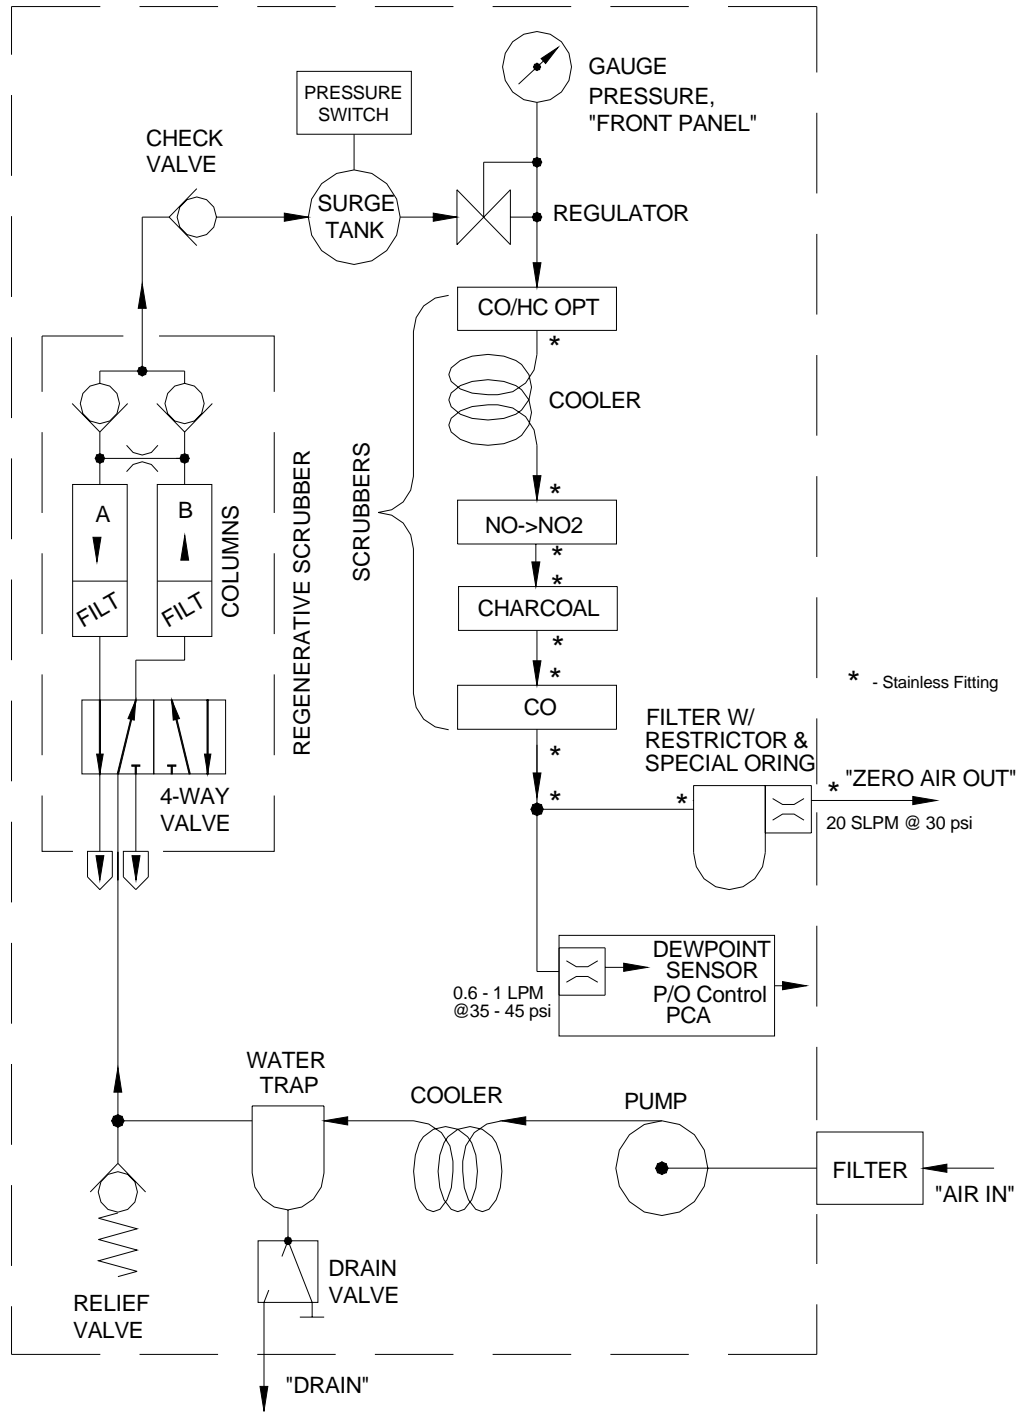 GAUGE
PRESSURE,
"FRONT PANEL"
PRESSURE
SWITCH
CHECK
VALVE
SURGE
TANK
REGULATOR
CO/HC OPT
*
COOLER
SCRUBBERS
*
NO->NO2
*
*
CHARCOAL
*
*
CO
*
*
A
B
FILT
FILT
COLUMNS
REGENERATIVE SCRUBBER
4-WAY
VALVE
* - Stainless Fitting
FILTER W/
RESTRICTOR &
SPECIAL ORING
*
* "ZERO AIR OUT"
20 SLPM @ 30 psi
DEWPOINT
SENSOR
P/O Control
PCA
0.6 - 1 LPM
@35 - 45 psi
WATER
TRAP
COOLER
PUMP
FILTER
"AIR IN"
DRAIN
VALVE
RELIEF
VALVE
"DRAIN"